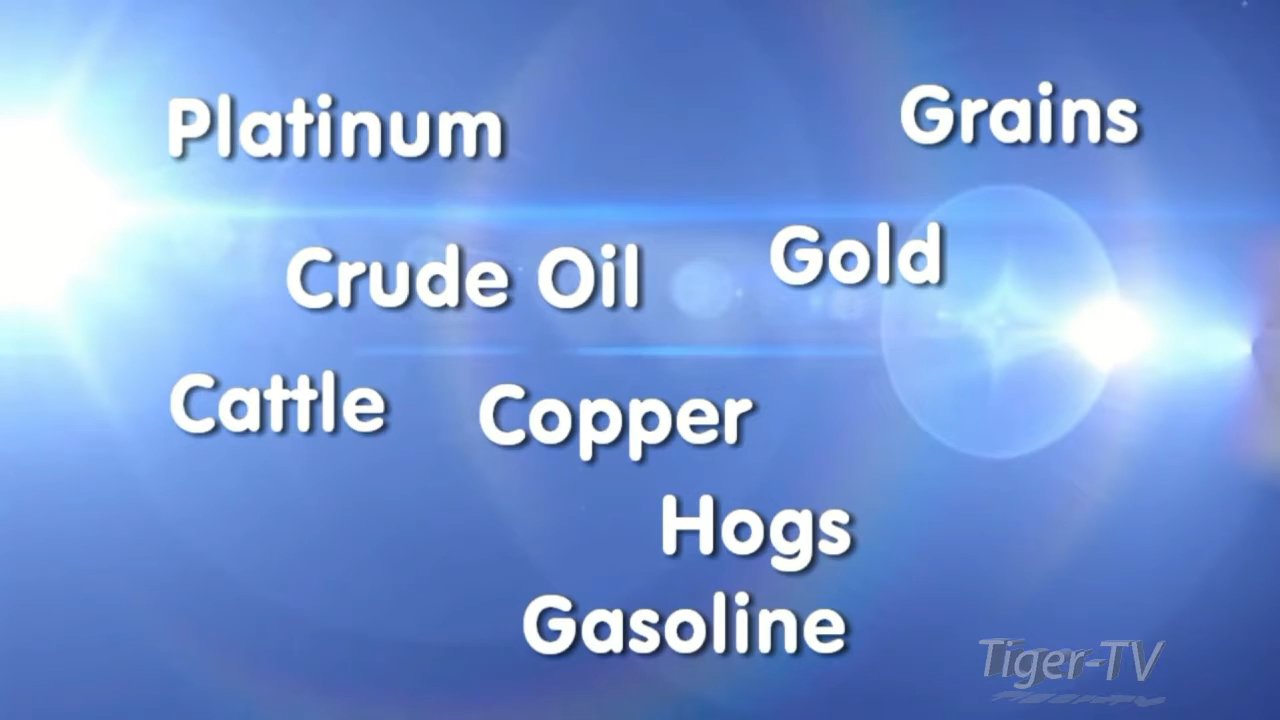 Platinum
Grains
Crude Oil
Gold
Cattle
Copper
Hogs
Gasoline
Tiger-TV